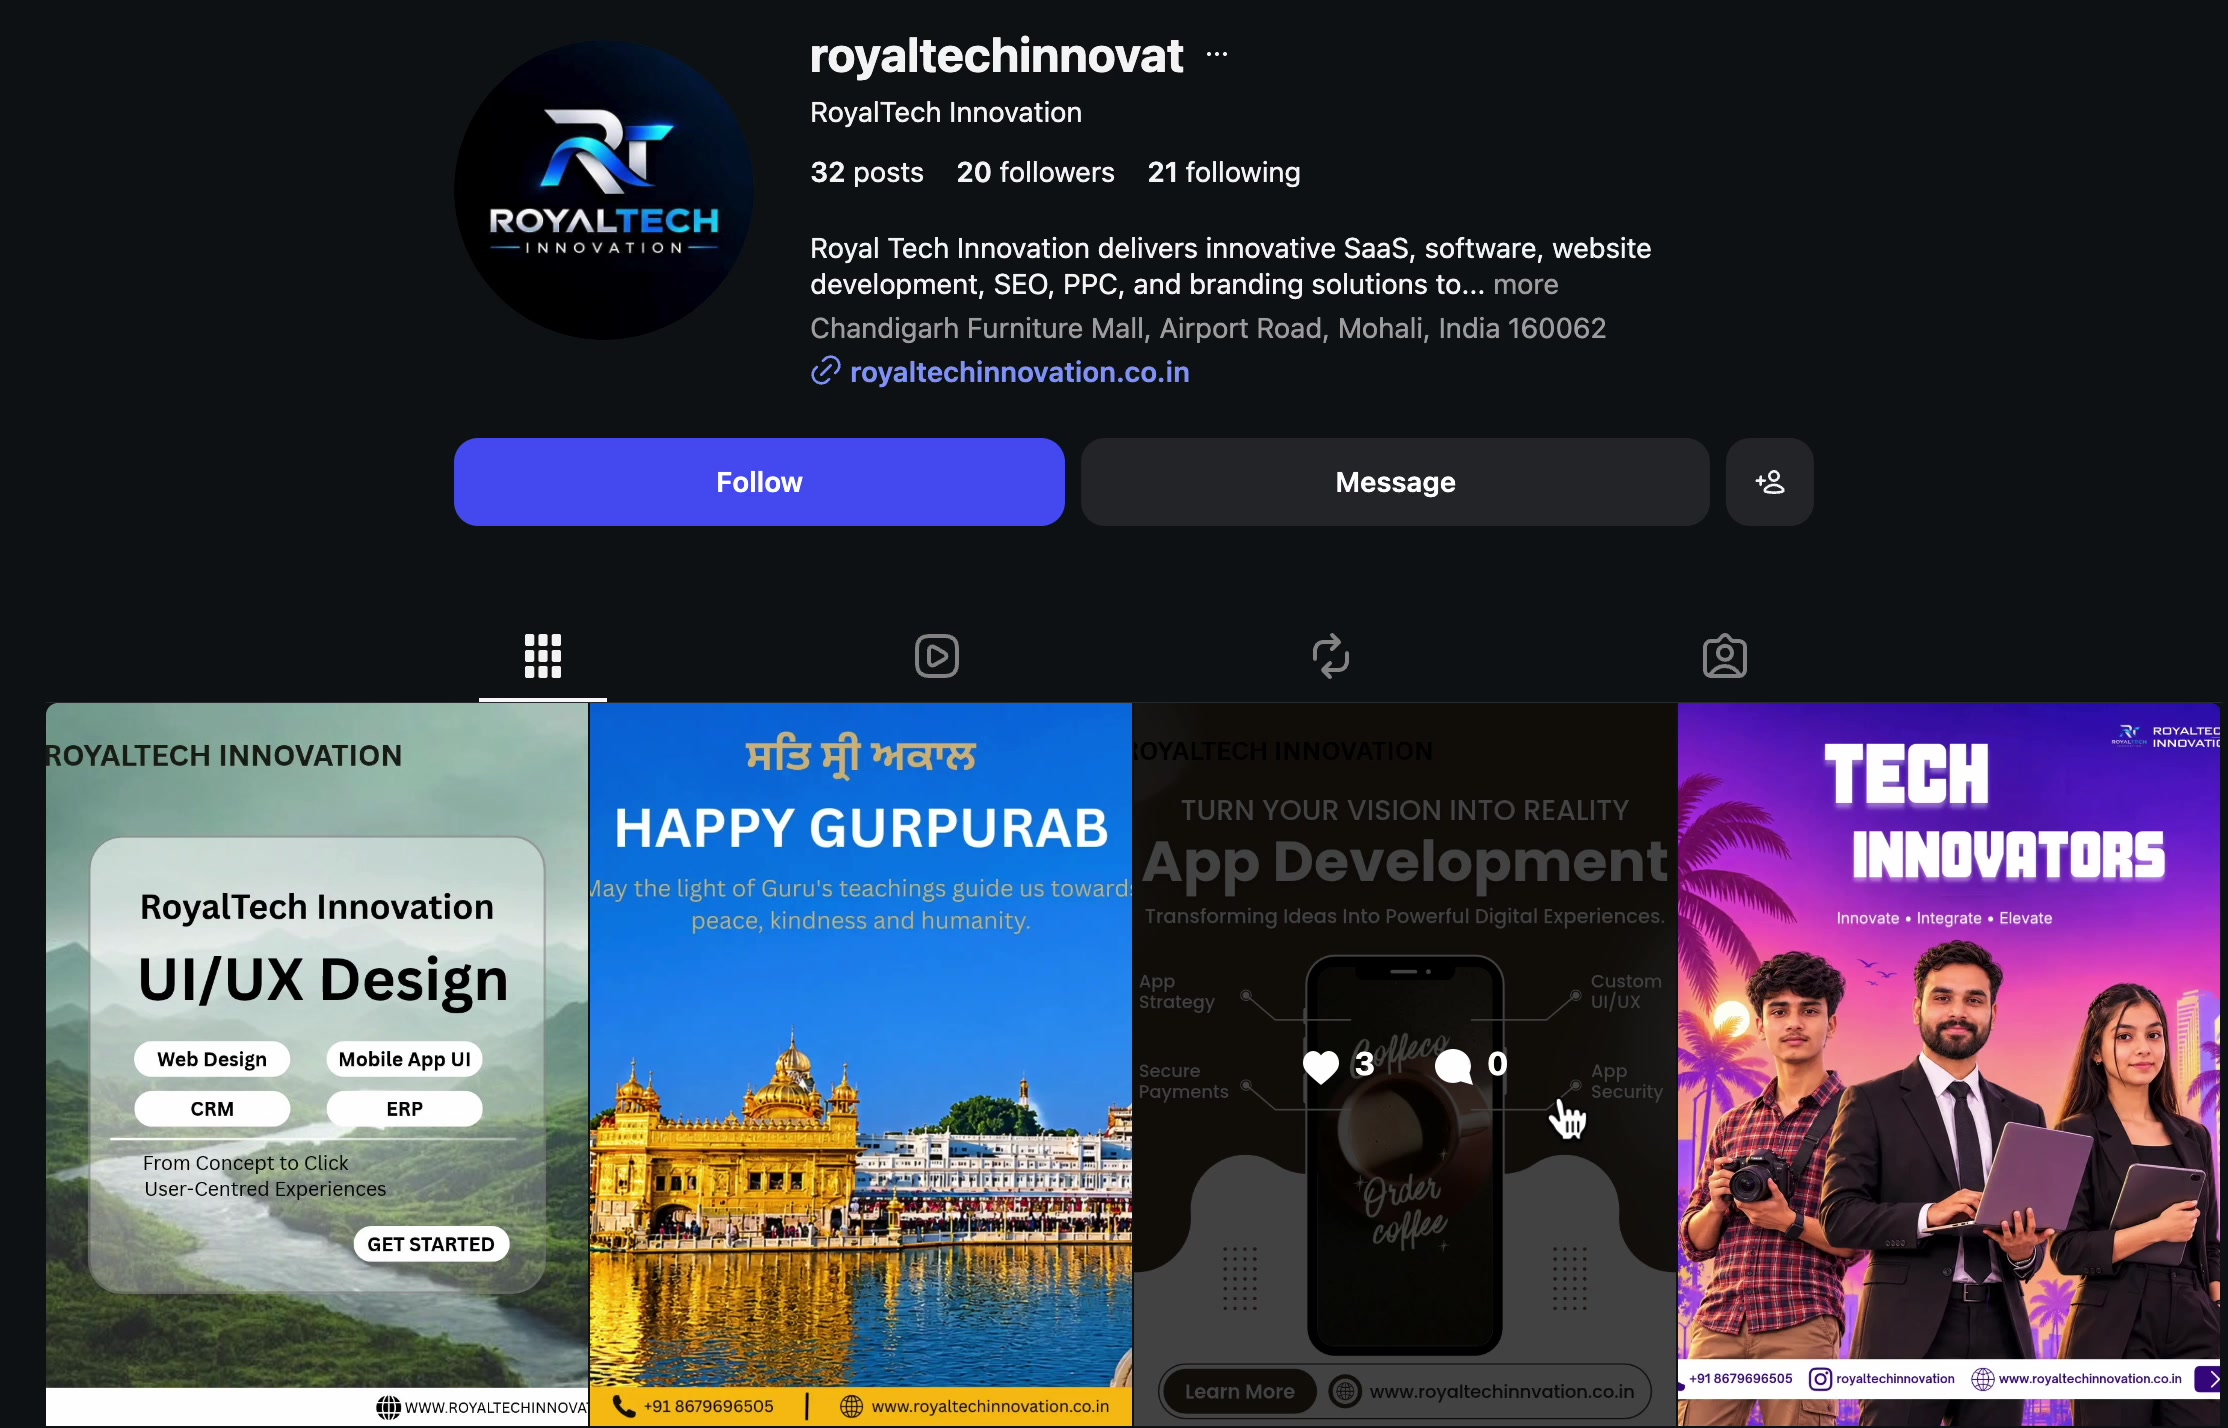 royaltechinnovat ...
RoyalTech Innovation
32 posts 20 followers 21 following
Royal Tech Innovation delivers innovative SaaS, software, website
development, SEO, PPC, and branding solutions to... more
Chandigarh Furniture Mall, Airport Road, Mohali, India 160062
royaltechinnovation.co.in
Follow
Message
RT
ROYALTECH
INNOVATION
ROYALTECH INNOVATION
RoyalTech Innovation
UI/UX Design
Web Design
Mobile App UI
CRM
ERP
From Concept to Click
User-Centred Experiences
GET STARTED
WWW.ROYALTECHINNOVA
ਸਤਿ ਸ੍ਰੀ ਅਕਾਲ
HAPPY GURPURAB
May the light of Guru's teachings guide us towards
peace, kindness and humanity.
+91 8679696505 | www.royaltechinnovation.co.in
ROYALTECH INNOVATION
TURN YOUR VISION INTO REALITY
App Development
Transforming Ideas Into Powerful Digital Experiences.
App
Strategy
Custom
UI/UX
Coffeco
3 0
Secure
Payments
App
Security
Order
coffee
Learn More
www.royaltechinnvation.co.in
ROYALTEC
INNOVATIO
TECH
INNOVATORS
Innovate • Integrate • Elevate
+91 8679696505 royaltechinnovation www.royaltechinnovation.co.in